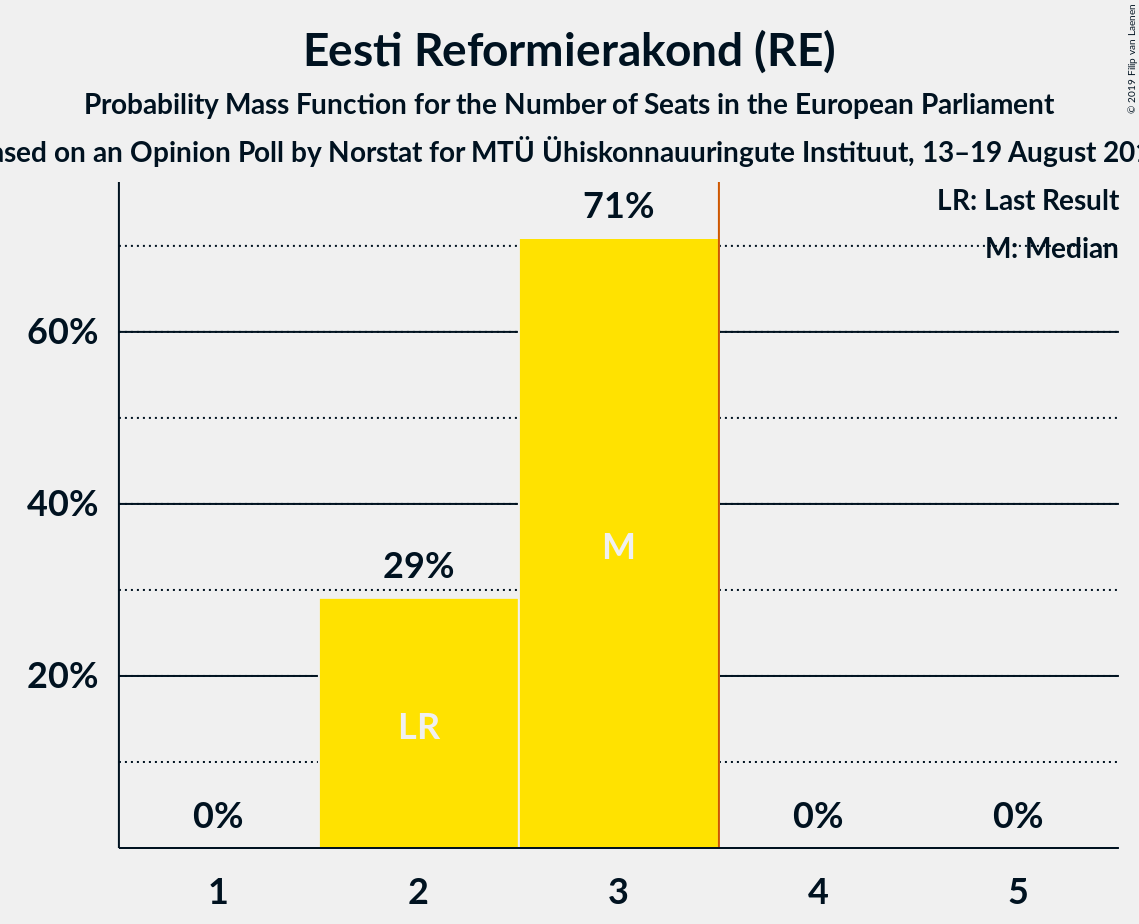 Eesti Reformierakond (RE)
Probability Mass Function for the Number of Seats in the European Parliament
on an Opinion Poll by Norstat for MTÜ Ühiskonnauuringute Instituut, 13–19 August
© 2019 Filip van Laenen
LR: Last Result
M: Median
71%
60%
40%
M
29%
20%
LR
0%
0%
0%
1
2
3
4
5